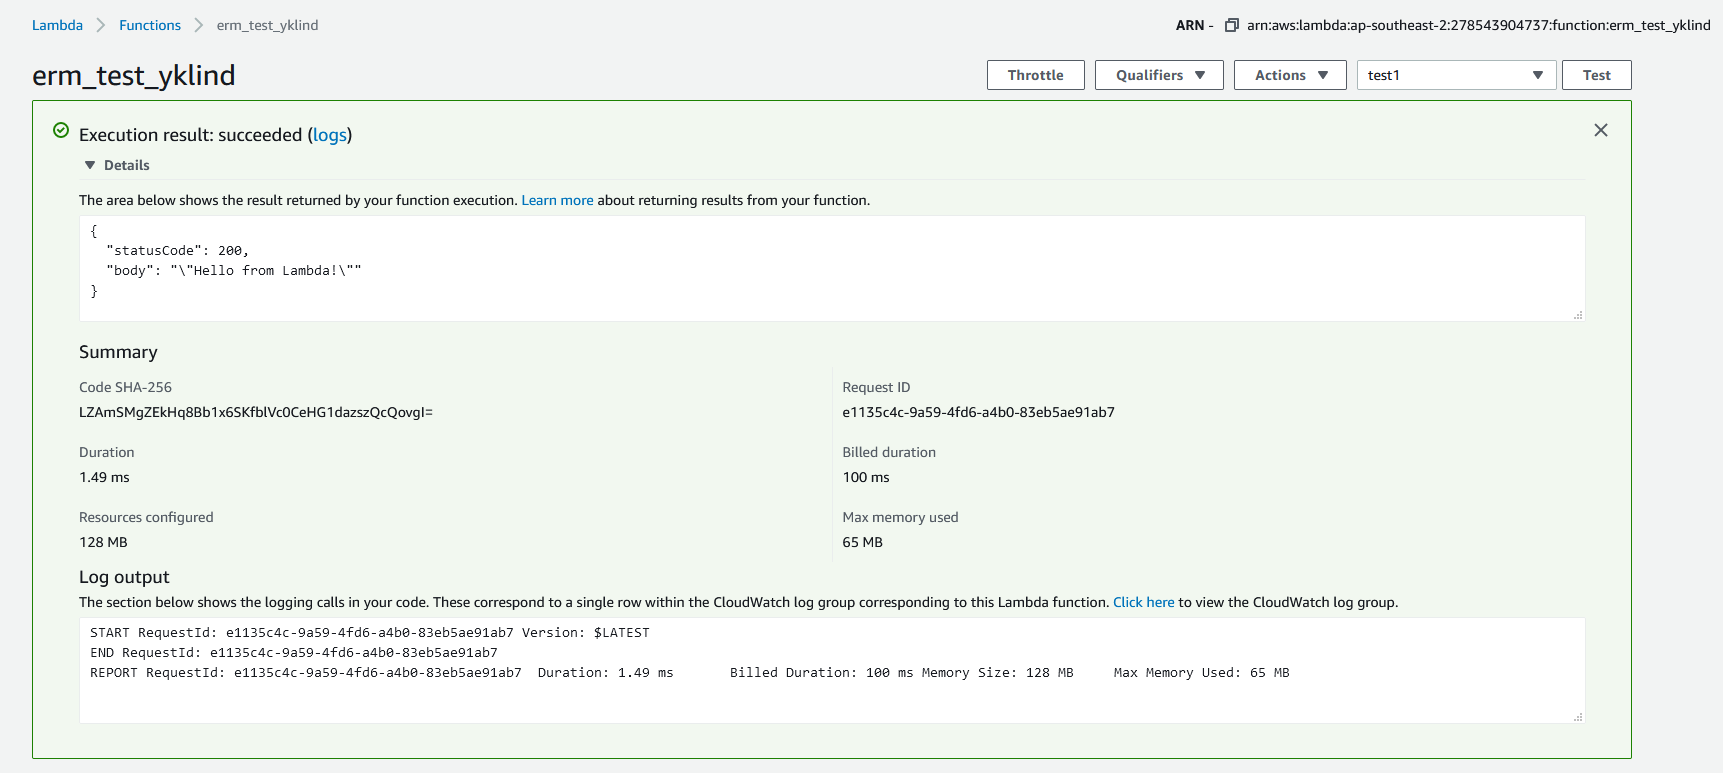 Lambda > Functions > erm_test_yklind
ARN - arn:aws:lambda:ap-southeast-2:278543904737:function:erm_test_yklind
erm_test_yklind
Throttle Qualifiers Actions test1 Test
Execution result: succeeded (logs)
Details
The area below shows the result returned by your function execution. Learn more about returning results from your function.
{
"statusCode": 200,
"body": "\"Hello from Lambda!\""
}
Summary
Code SHA-256
LZAmSMgZEkHq8Bb1x6SKfblVc0CeHG1dazszQcQovgI=
Request ID
e1135c4c-9a59-4fd6-a4b0-83eb5ae91ab7
Duration
1.49 ms
Billed duration
100 ms
Resources configured
128 MB
Max memory used
65 MB
Log output
The section below shows the logging calls in your code. These correspond to a single row within the CloudWatch log group corresponding to this Lambda function. Click here to view the CloudWatch log group.
START RequestId: e1135c4c-9a59-4fd6-a4b0-83eb5ae91ab7 Version: $LATEST
END RequestId: e1135c4c-9a59-4fd6-a4b0-83eb5ae91ab7
REPORT RequestId: e1135c4c-9a59-4fd6-a4b0-83eb5ae91ab7 Duration: 1.49 ms Billed Duration: 100 ms Memory Size: 128 MB Max Memory Used: 65 MB